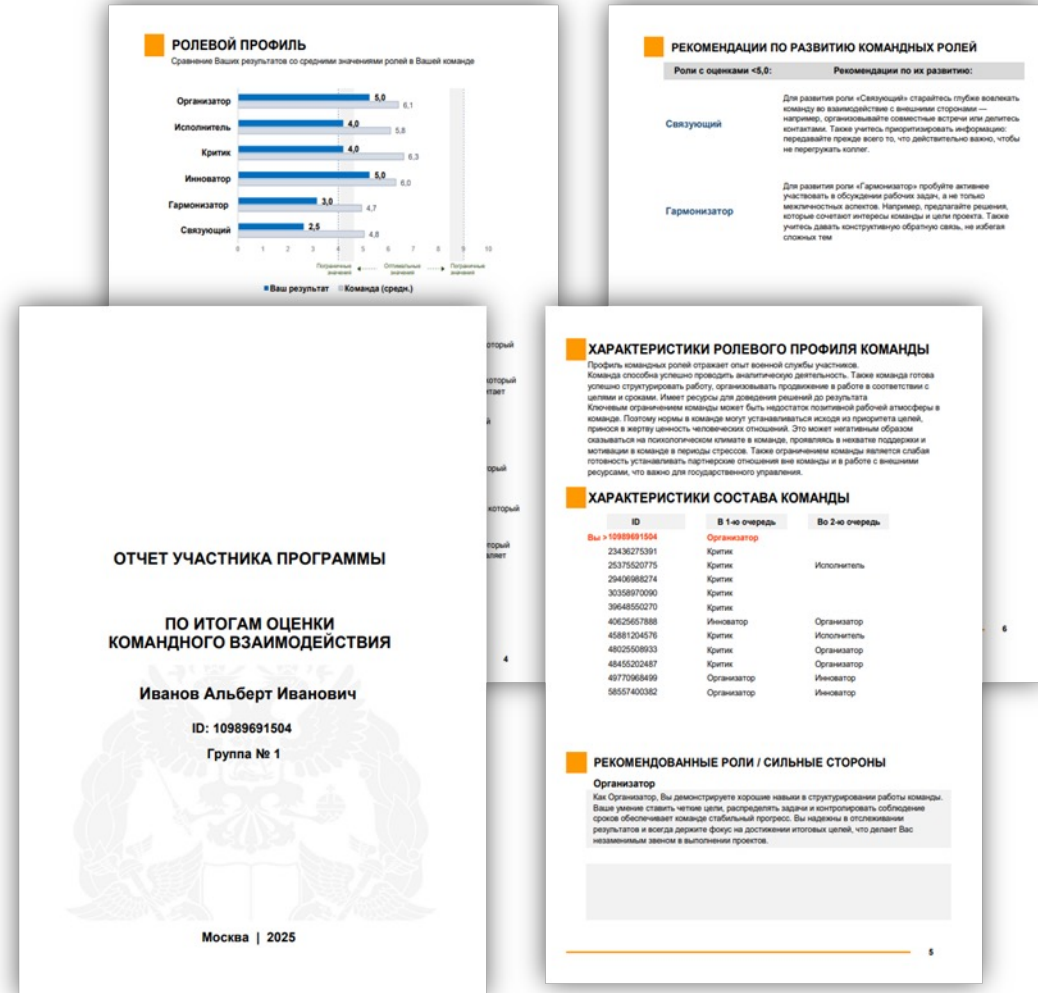 РОЛЕВОЙ ПРОФИЛЬ
Сравнение Ваших результатов со средними значениями ролей в Вашей команде
Организатор 5,0 6,1
Исполнитель 4,0 5,8
Критик 4,0 6,3
Инноватор 5,0 6,0
Гармонизатор 3,0 4,7
Связующий 2,5 4,8
0 1 2 3 4 5 6 7 8 9 10
Пограничные значения Оптимальные значения Пограничные значения
Ваш результат Команда (средн.)
который
который
который
4
РЕКОМЕНДАЦИИ ПО РАЗВИТИЮ КОМАНДНЫХ РОЛЕЙ
Роли с оценками <5,0: Рекомендации по их развитию:
Связующий
Для развития роли «Связующий» старайтесь глубже вовлекать
команду во взаимодействие с внешними сторонами —
например, организовывайте совместные встречи или делитесь
контактами. Также учитесь приоритизировать информацию:
передавайте прежде всего то, что действительно важно, чтобы
не перегружать коллег.
Гармонизатор
Для развития роли «Гармонизатор» пробуйте активнее
участвовать в обсуждении рабочих задач, а не только
межличностных аспектов. Например, предлагайте решения,
которые сочетают интересы команды и цели проекта. Также
учитесь давать конструктивную обратную связь, не избегая
сложных тем
6
ОТЧЕТ УЧАСТНИКА ПРОГРАММЫ
ПО ИТОГАМ ОЦЕНКИ
КОМАНДНОГО ВЗАИМОДЕЙСТВИЯ
Иванов Альберт Иванович
ID: 10989691504
Группа № 1
Москва | 2025
ХАРАКТЕРИСТИКИ РОЛЕВОГО ПРОФИЛЯ КОМАНДЫ
Профиль командных ролей отражает опыт военной службы участников.
Команда способна успешно проводить аналитическую деятельность. Также команда готова
успешно структурировать работу, организовывать продвижение в работе в соответствии с
целями и сроками. Имеет ресурсы для доведения решений до результата
Ключевым ограничением команды может быть недостаток позитивной рабочей атмосферы в
команде. Поэтому нормы в команде могут устанавливаться исходя из приоритета целей,
принося в жертву ценность человеческих отношений. Это может негативным образом
сказываться на психологическом климате в команде, проявляясь в нехватке поддержки и
мотивации в команде в периоды стрессов. Также ограничением команды является слабая
готовность устанавливать партнерские отношения вне команды и в работе с внешними
ресурсами, что важно для государственного управления.
ХАРАКТЕРИСТИКИ СОСТАВА КОМАНДЫ
ID В 1-ю очередь Во 2-ю очередь
Вы > 10989691504 Организатор
23436275391 Критик
25375520775 Критик Исполнитель
29406988274 Критик
30358970090 Критик
39648550270 Критик
40625657888 Инноватор Организатор
45881204576 Критик Исполнитель
48025508933 Критик Организатор
48455202487 Критик Организатор
49770968499 Организатор Инноватор
58557400382 Организатор Инноватор
РЕКОМЕНДОВАННЫЕ РОЛИ / СИЛЬНЫЕ СТОРОНЫ
Организатор
Как Организатор, Вы демонстрируете хорошие навыки в структурировании работы команды.
Ваше умение ставить четкие цели, распределять задачи и контролировать соблюдение
сроков обеспечивает команде стабильный прогресс. Вы надежны в отслеживании
результатов и всегда держите фокус на достижении итоговых целей, что делает Вас
незаменимым звеном в выполнении проектов.
5